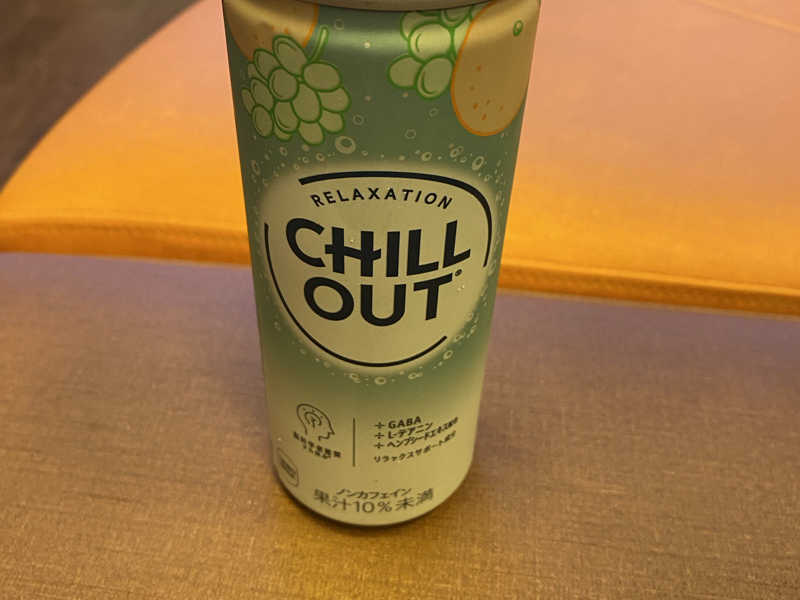 RELAXATION
CHILL
OUT®
+ GABA
+ L-テアニン
+ ヘンプシードエキス
リラックスサポート成分
ノンカフェイン
果汁10%未満